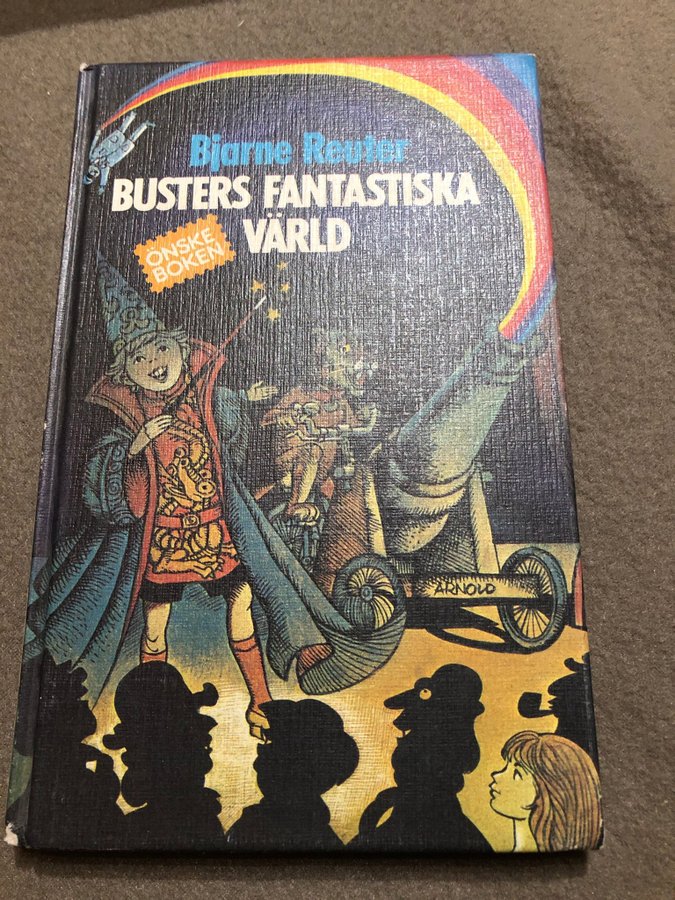 Bjarne Reuter
BUSTERS FANTASTISKA
VÄRLD
ÖNSKE
BOKEN
ARNOLD